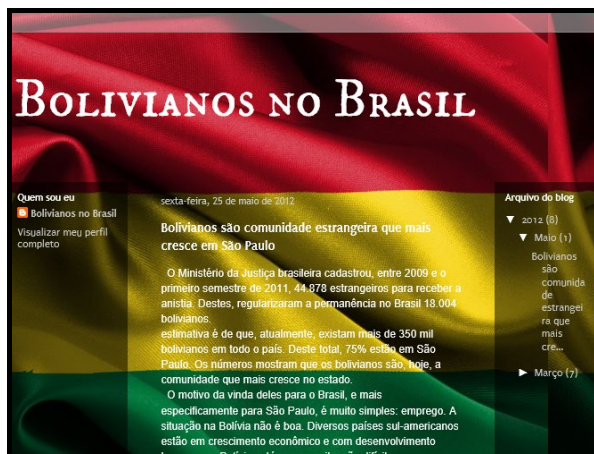 Bolivianos no Brasil
Quem sou eu
Bolivianos no Brasil
Visualizar meu perfil
completo
sexta-feira, 25 de maio de 2012
Bolivianos são comunidade estrangeira que mais
cresce em São Paulo
O Ministério da Justiça brasileira cadastrou, entre 2009 e o
primeiro semestre de 2011, 44.878 estrangeiros para receber a
anistia. Destes, regularizaram a permanência no Brasil 18.004
bolivianos.
estimativa é de que, atualmente, existam mais de 350 mil
bolivianos em todo o país. Deste total, 75% estão em São
Paulo. Os números mostram que os bolivianos são, hoje, a
comunidade que mais cresce no estado.
O motivo da vinda deles para o Brasil, e mais
especificamente para São Paulo, é muito simples: emprego. A
situação na Bolívia não é boa. Diversos países sul-americanos
estão em crescimento econômico e com desenvolvimento
Arquivo do blog
▼ 2012 (8)
▼ Maio (1)
Bolivianos
são
comunida
de
estrangei
ra que
mais
cre...
► Março (7)